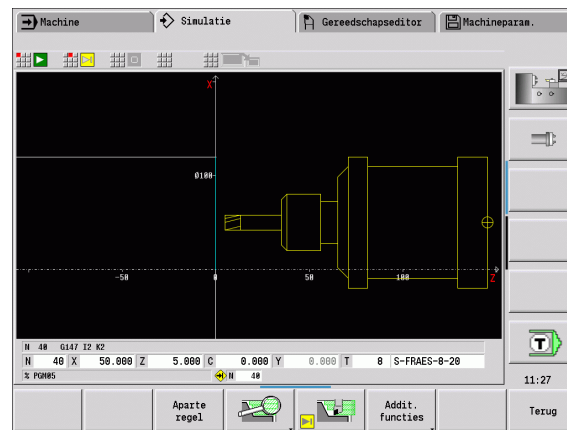 Machine
Simulatie
Gereedschapseditor
Machineparam.
X
Ø100
-50
0
50
100
Z
N 40 G147 I2 K2
N 40 X 50.000 Z 5.000 C 0.000 Y 0.000 T 8 S-FRAES-8-20
% PGM05
N 40
T
11:27
Aparte regel
Addit. functies
Terug